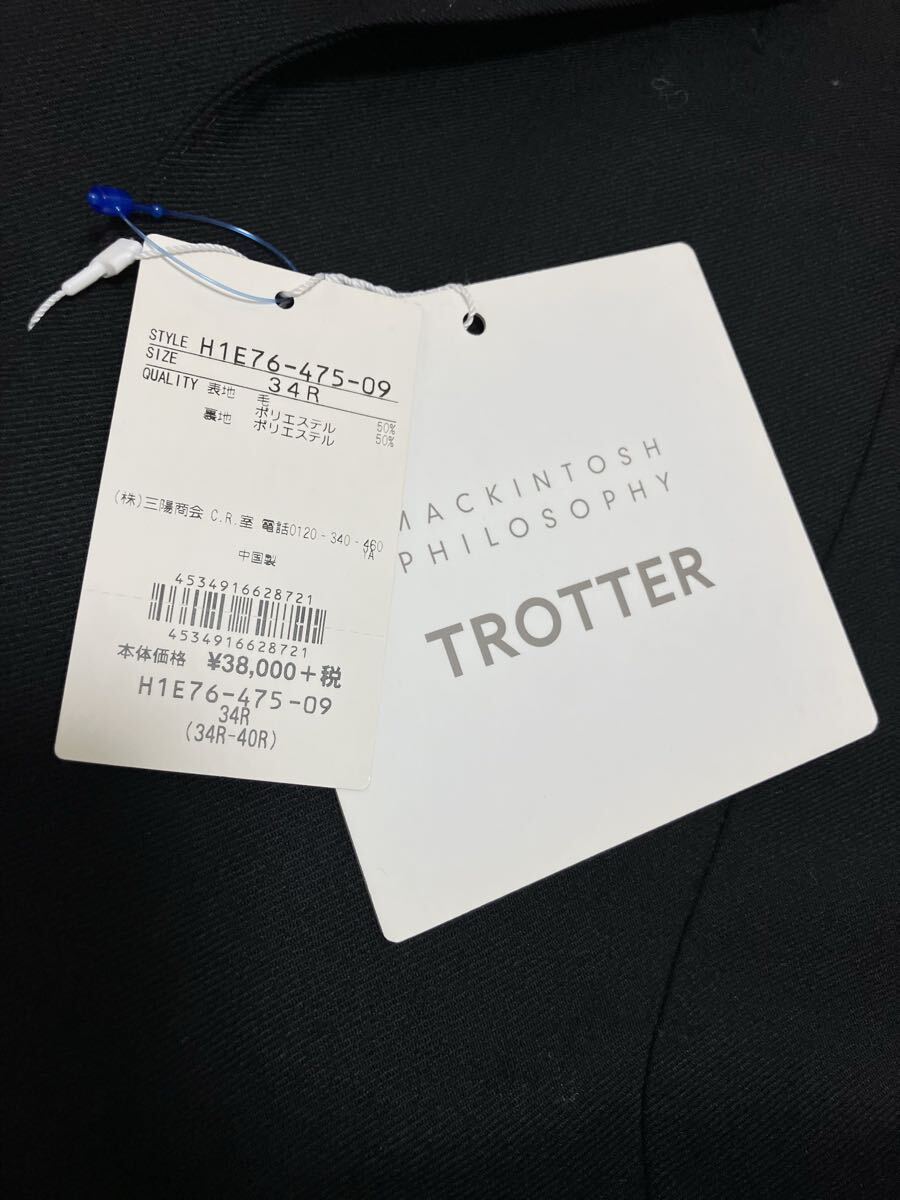 STYLE H1E76-475-09
SIZE 34R
QUALITY 表地 毛 50%
ポリエステル 50%
裏地 ポリエステル
(株)三陽商会 C.R.室 電話0120-340-460
YA
中国製
4534916628721
4534916628721
本体価格 ¥38,000+税
H1E76-475-09
34R
(34R-40R)
MACKINTOSH
PHILOSOPHY
TROTTER